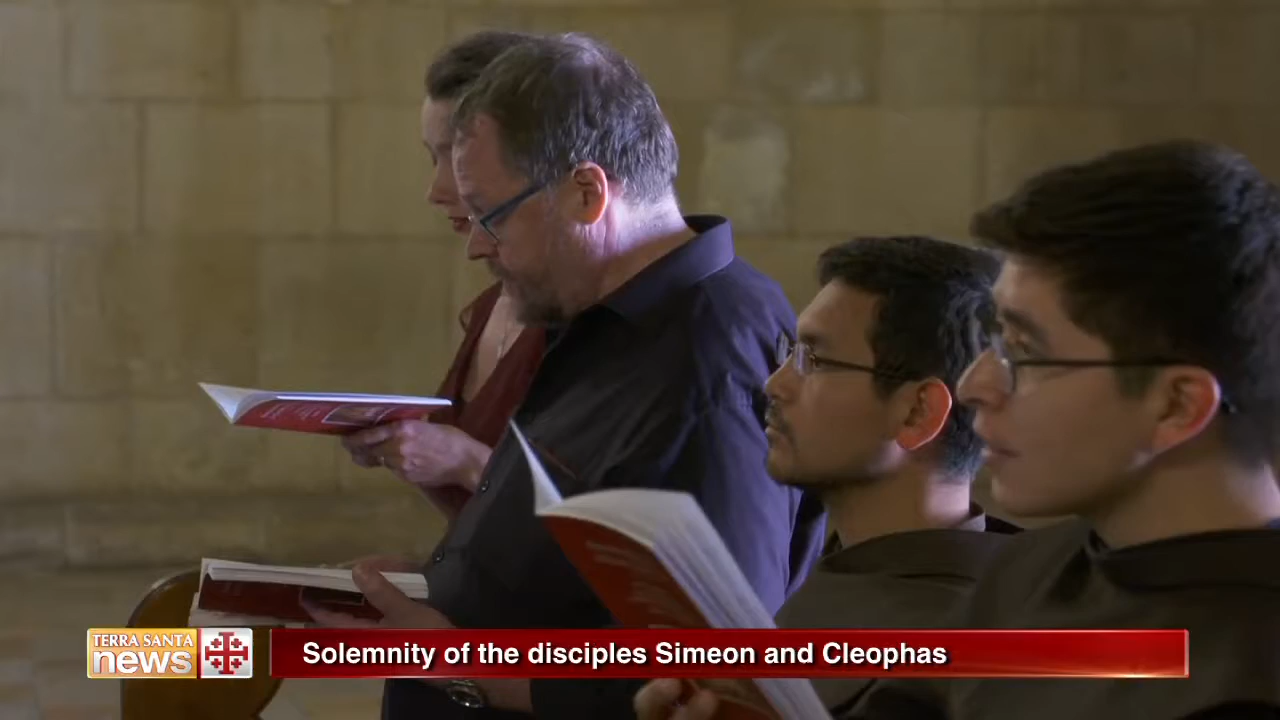 TERRA SANTA
news
Solemnity of the disciples Simeon and Cleophas